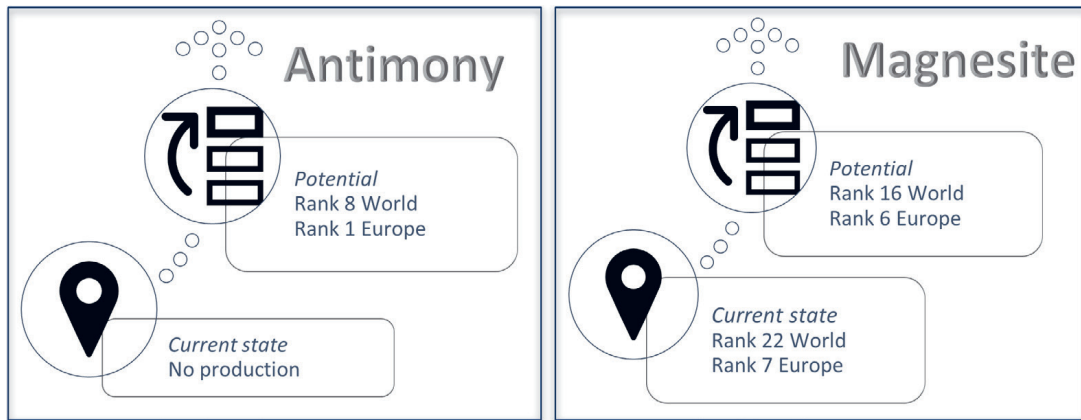 Antimony
Potential
Rank 8 World
Rank 1 Europe
Current state
No production
Magnesite
Potential
Rank 16 World
Rank 6 Europe
Current state
Rank 22 World
Rank 7 Europe